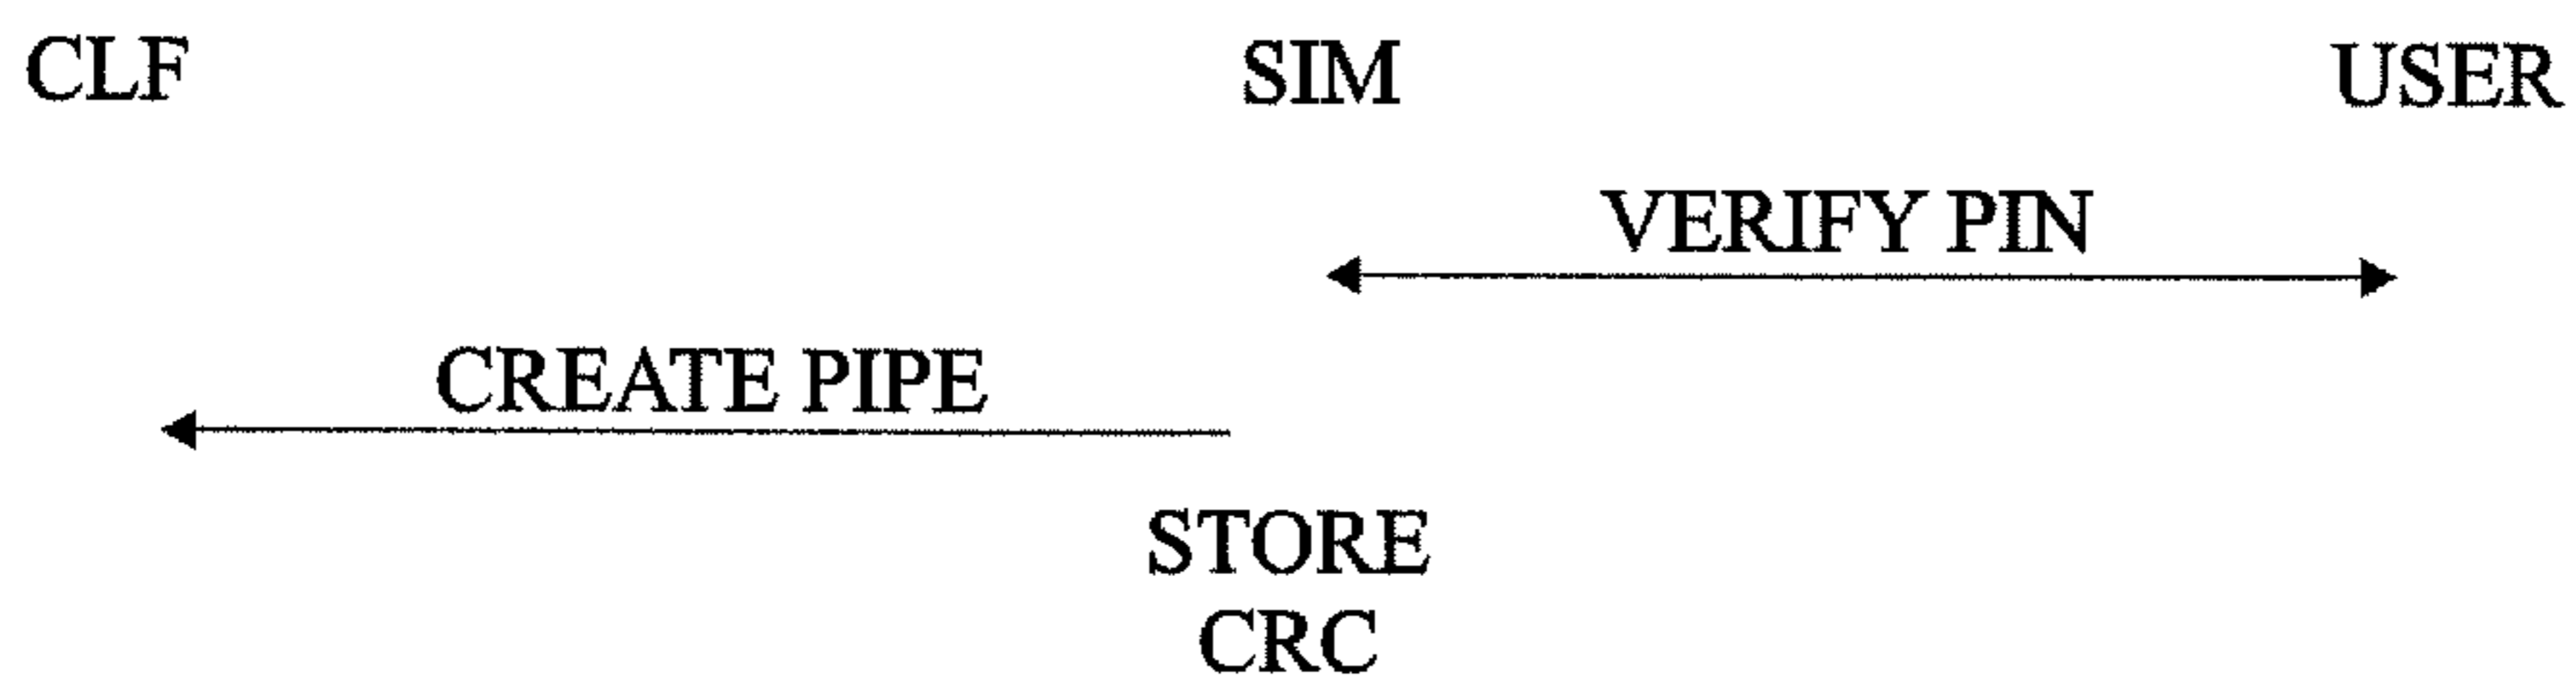 CLF SIM USER
VERIFY PIN
CREATE PIPE
STORE
CRC